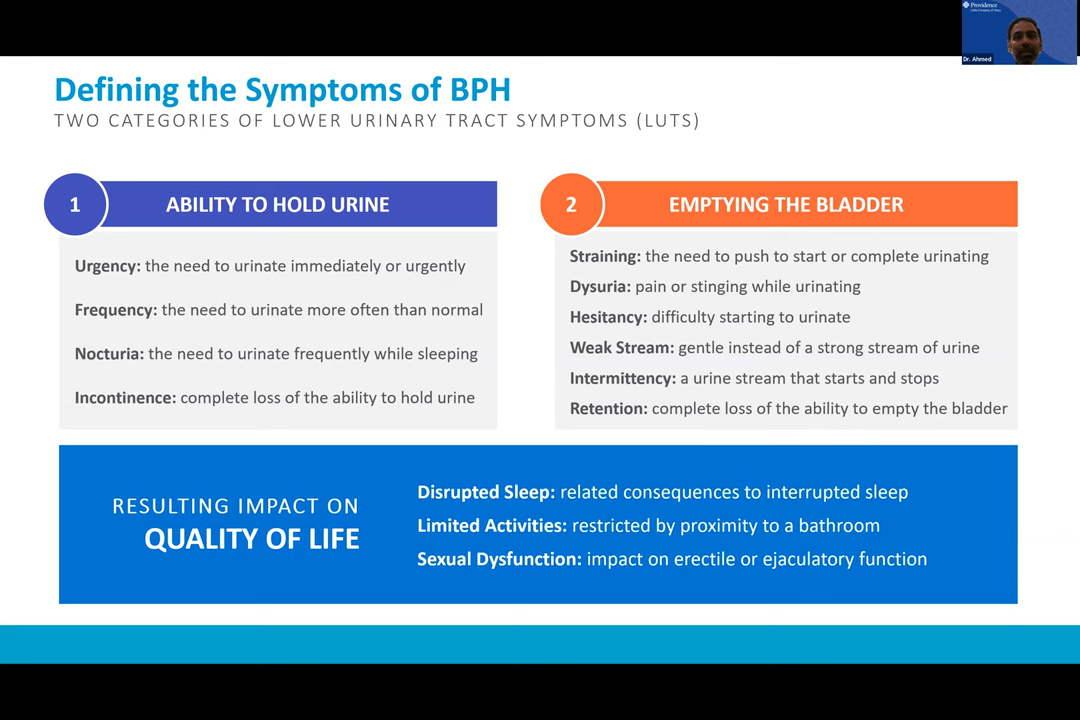 Providence
Dr. Ahmed
Defining the Symptoms of BPH
TWO CATEGORIES OF LOWER URINARY TRACT SYMPTOMS (LUTS)
1
ABILITY TO HOLD URINE
Urgency: the need to urinate immediately or urgently
Frequency: the need to urinate more often than normal
Nocturia: the need to urinate frequently while sleeping
Incontinence: complete loss of the ability to hold urine
2
EMPTYING THE BLADDER
Straining: the need to push to start or complete urinating
Dysuria: pain or stinging while urinating
Hesitancy: difficulty starting to urinate
Weak Stream: gentle instead of a strong stream of urine
Intermittency: a urine stream that starts and stops
Retention: complete loss of the ability to empty the bladder
RESULTING IMPACT ON
QUALITY OF LIFE
Disrupted Sleep: related consequences to interrupted sleep
Limited Activities: restricted by proximity to a bathroom
Sexual Dysfunction: impact on erectile or ejaculatory function